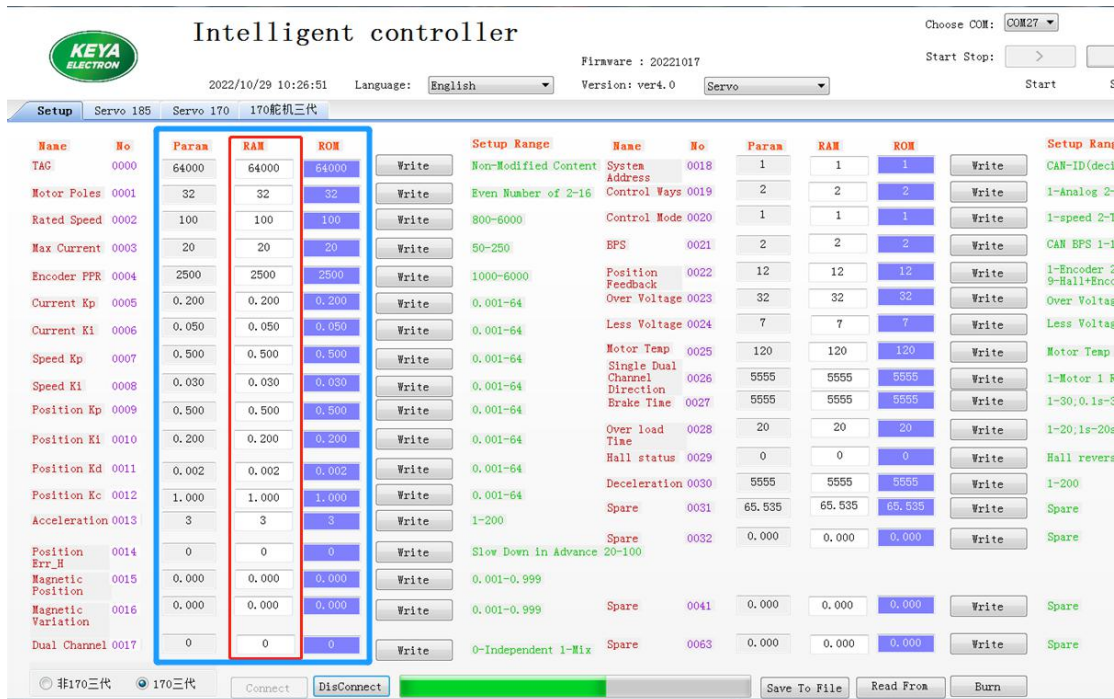 KEYA
ELECTRON
Intelligent controller
Choose COM: COM27
Firmware : 20221017
Start Stop: >
2022/10/29 10:26:51 Language: English Version: ver4.0 Servo Start S
Setup Servo 185 Servo 170 170舵机三代
Name No Param RAM ROM Setup Range Name No Param RAM ROM Setup Rang
TAG 0000 64000 64000 64000 Write Non-Modified Content System Address 0018 1 1 1 Write CAN-ID(deci
Motor Poles 0001 32 32 32 Write Even Number of 2-16 Control Ways 0019 2 2 2 Write 1-Analog 2-
Rated Speed 0002 100 100 100 Write 800-6000 Control Mode 0020 1 1 1 Write 1-speed 2-T
Max Current 0003 20 20 20 Write 50-250 BPS 0021 2 2 2 Write CAN BPS 1-1
Encoder PPR 0004 2500 2500 2500 Write 1000-6000 Position Feedback 0022 12 12 12 Write 1-Encoder 2 9-Hall+Enco
Current Kp 0005 0.200 0.200 0.200 Write 0.001-64 Over Voltage 0023 32 32 32 Write Over Voltag
Current Ki 0006 0.050 0.050 0.050 Write 0.001-64 Less Voltage 0024 7 7 7 Write Less Voltag
Speed Kp 0007 0.500 0.500 0.500 Write 0.001-64 Motor Temp 0025 120 120 120 Write Motor Temp
Speed Ki 0008 0.030 0.030 0.030 Write 0.001-64 Single Dual Channel Direction 0026 5555 5555 5555 Write 1-Motor 1 R
Position Kp 0009 0.500 0.500 0.500 Write 0.001-64 Brake Time 0027 5555 5555 5555 Write 1-30;0.1s-3
Position Ki 0010 0.200 0.200 0.200 Write 0.001-64 Over load Time 0028 20 20 20 Write 1-20;1s-20s
Position Kd 0011 0.002 0.002 0.002 Write 0.001-64 Hall status 0029 0 0 0 Write Hall revers
Position Kc 0012 1.000 1.000 1.000 Write 0.001-64 Deceleration 0030 5555 5555 5555 Write 1-200
Acceleration 0013 3 3 3 Write 1-200 Spare 0031 65.535 65.535 65.535 Write Spare
Position Err_H 0014 0 0 0 Write Slow Down in Advance 20-100 Spare 0032 0.000 0.000 0.000 Write Spare
Magnetic Position 0015 0.000 0.000 0.000 Write 0.001-0.999
Magnetic Variation 0016 0.000 0.000 0.000 Write 0.001-0.999 Spare 0041 0.000 0.000 0.000 Write Spare
Dual Channel 0017 0 0 0 Write 0-Independent 1-Mix Spare 0063 0.000 0.000 0.000 Write Spare
非170三代 170三代 Connect DisConnect Save To File Read From Burn